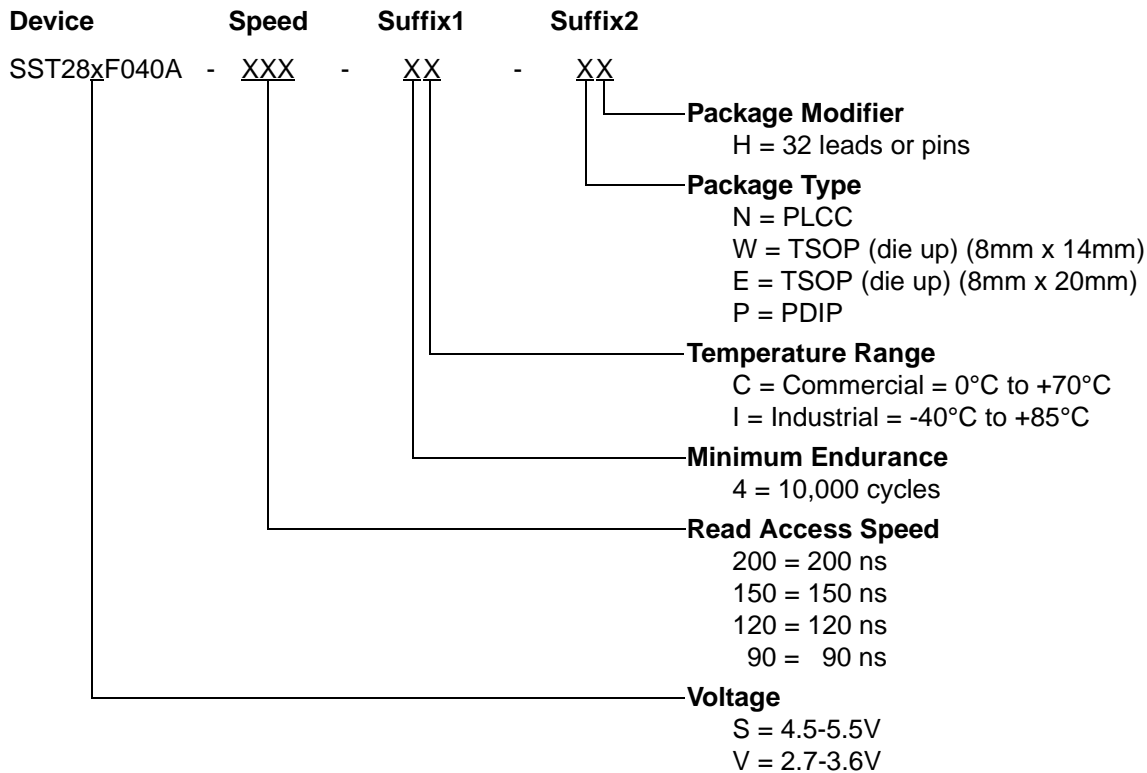 Device Speed Suffix1 Suffix2
SST28xF040A - XXX - XX - XX
Package Modifier
H = 32 leads or pins
Package Type
N = PLCC
W = TSOP (die up) (8mm x 14mm)
E = TSOP (die up) (8mm x 20mm)
P = PDIP
Temperature Range
C = Commercial = 0°C to +70°C
I = Industrial = -40°C to +85°C
Minimum Endurance
4 = 10,000 cycles
Read Access Speed
200 = 200 ns
150 = 150 ns
120 = 120 ns
90 = 90 ns
Voltage
S = 4.5-5.5V
V = 2.7-3.6V